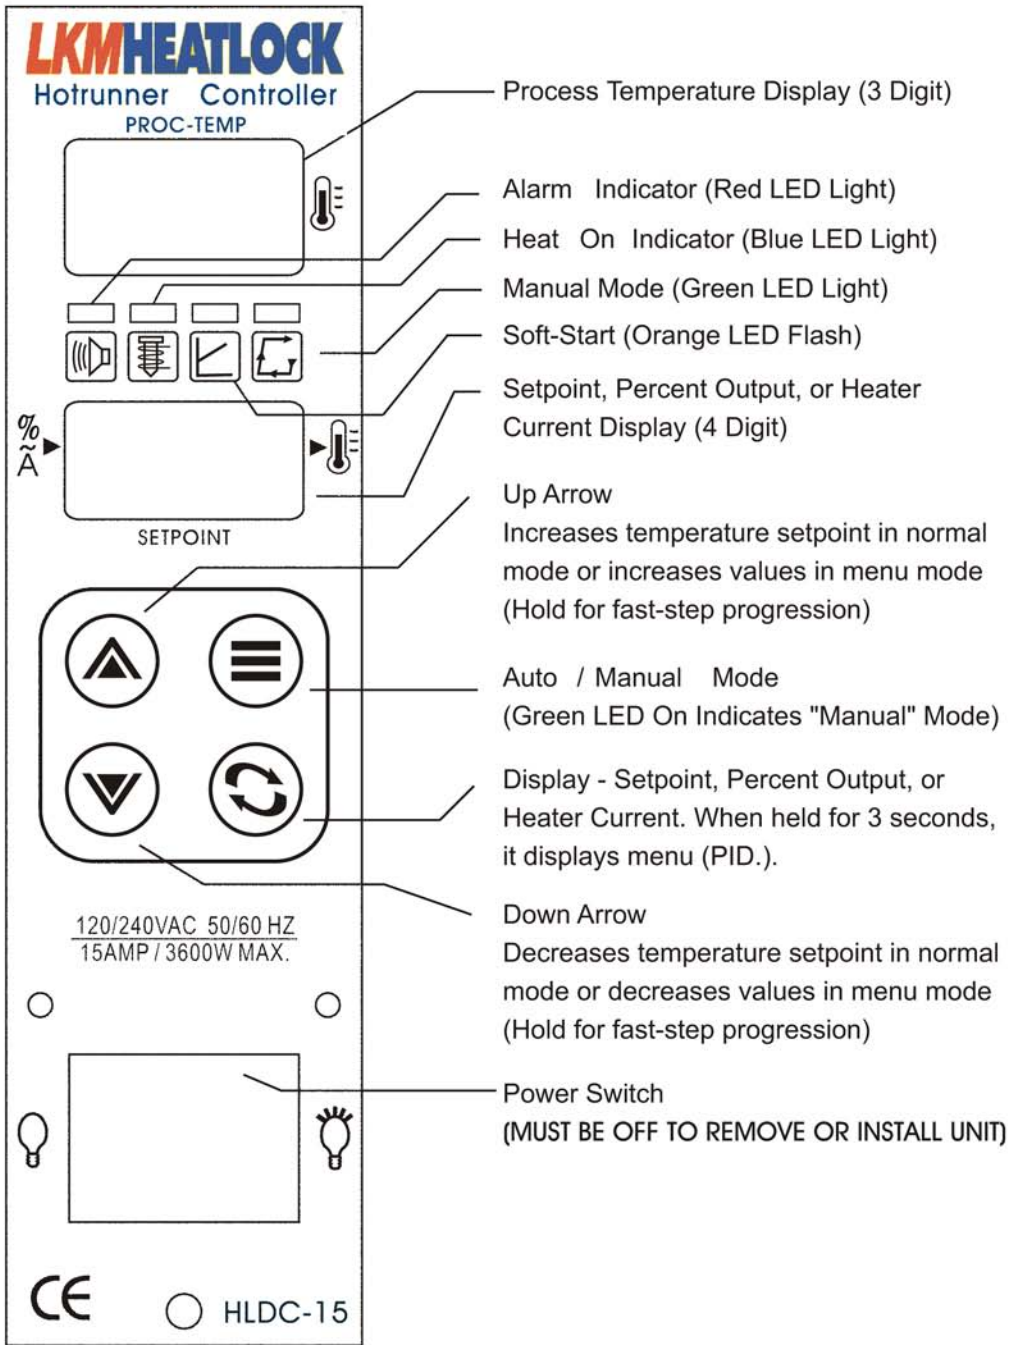 LKMHEATLOCK
Hotrunner Controller
PROC-TEMP
Process Temperature Display (3 Digit)
Alarm Indicator (Red LED Light)
Heat On Indicator (Blue LED Light)
Manual Mode (Green LED Light)
Soft-Start (Orange LED Flash)
Setpoint, Percent Output, or Heater
Current Display (4 Digit)
%
Ã
SETPOINT
Up Arrow
Increases temperature setpoint in normal
mode or increases values in menu mode
(Hold for fast-step progression)
Auto / Manual Mode
(Green LED On Indicates "Manual" Mode)
Display - Setpoint, Percent Output, or
Heater Current. When held for 3 seconds,
it displays menu (PID.).
120/240VAC 50/60 HZ
15AMP / 3600W MAX.
Down Arrow
Decreases temperature setpoint in normal
mode or decreases values in menu mode
(Hold for fast-step progression)
Power Switch
(MUST BE OFF TO REMOVE OR INSTALL UNIT)
CE
HLDC-15